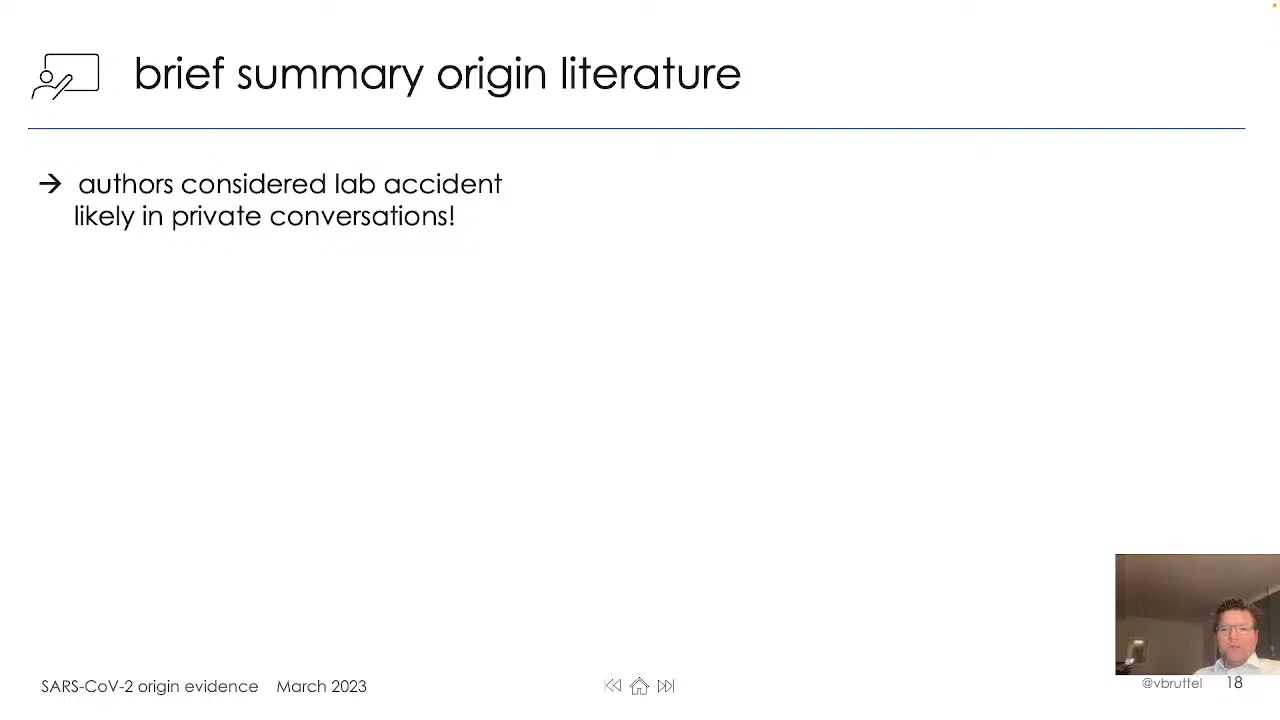 brief summary origin literature
→ authors considered lab accident
likely in private conversations!
SARS-CoV-2 origin evidence March 2023
@vbruttel 18